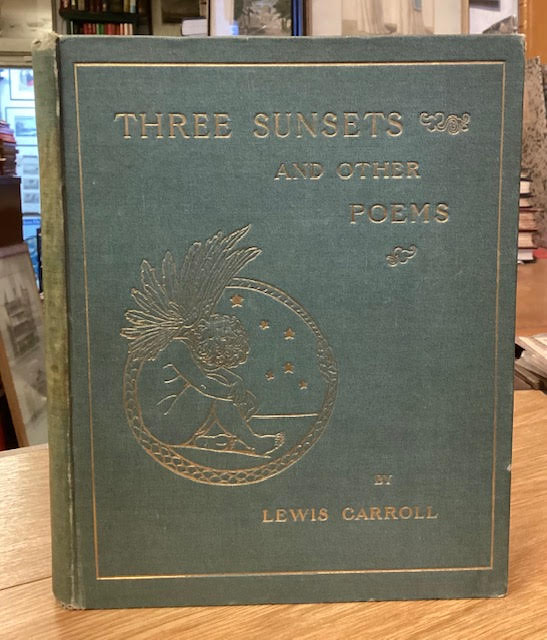 THREE SUNSETS
AND OTHER
POEMS
BY
LEWIS CARROLL